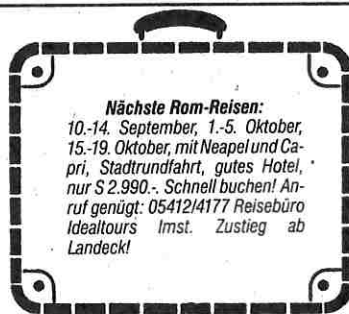 Nächste Rom-Reisen:
10.-14. September, 1.-5. Oktober,
15.-19. Oktober, mit Neapel und Ca-
pri, Stadtrundfahrt, gutes Hotel,
nur S 2.990.-. Schnell buchen! An-
ruf genügt: 05412/4177 Reisebüro
Idealtours Imst. Zustieg ab
Landeck!